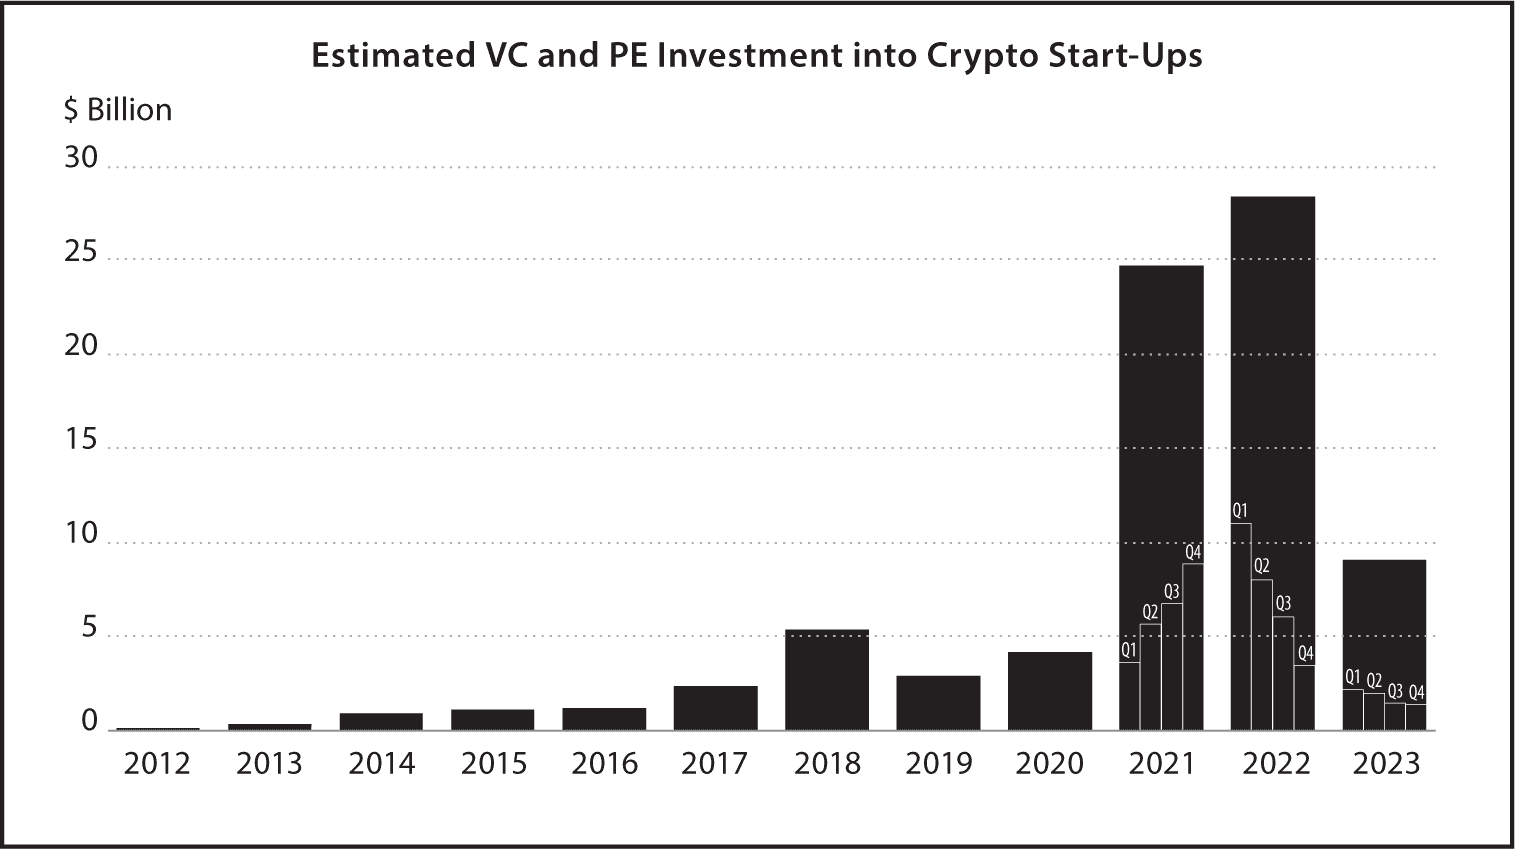 Estimated VC and PE Investment into Crypto Start-Ups
$ Billion
30
25
20
15
10
5
0
Q1
Q2
Q3
Q4
Q1
Q2
Q3
Q4
Q1
Q2
Q3
Q4
2012 2013 2014 2015 2016 2017 2018 2019 2020 2021 2022 2023